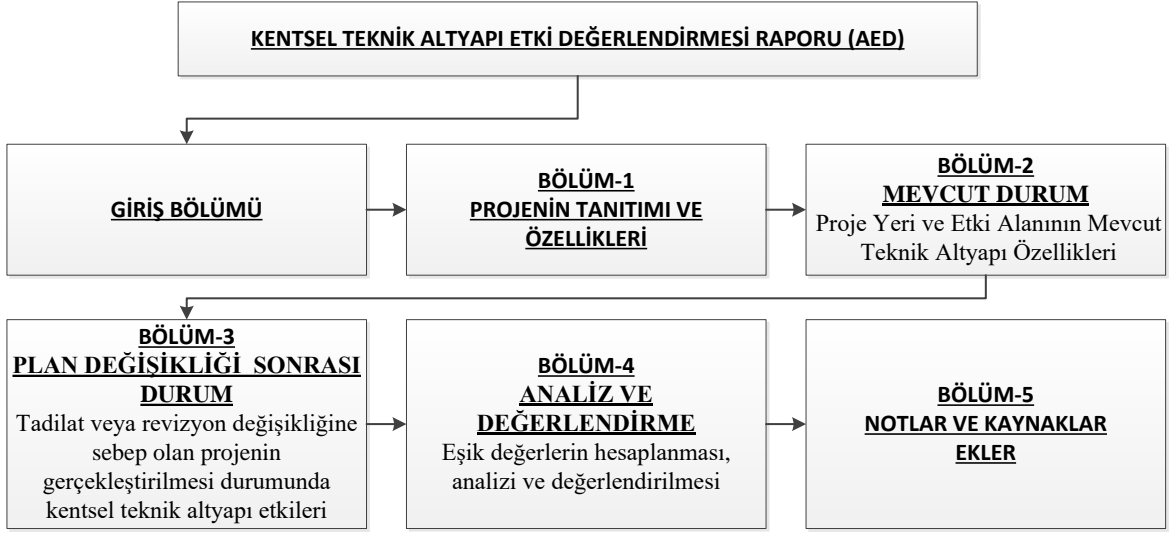 KENTSEL TEKNİK ALTYAPI ETKİ DEĞERLENDİRMESİ RAPORU (AED)
GİRİŞ BÖLÜMÜ
BÖLÜM-1
PROJENİN TANITIMI VE
ÖZELLİKLERİ
BÖLÜM-2
MEVCUT DURUM
Proje Yeri ve Etki Alanının Mevcut
Teknik Altyapı Özellikleri
BÖLÜM-3
PLAN DEĞİŞİKLİĞİ SONRASI
DURUM
Tadilat veya revizyon değişikliğine
sebep olan projenin
gerçekleştirilmesi durumunda
kentsel teknik altyapı etkileri
BÖLÜM-4
ANALİZ VE
DEĞERLENDİRME
Eşik değerlerin hesaplanması,
analizi ve değerlendirilmesi
BÖLÜM-5
NOTLAR VE KAYNAKLAR
EKLER